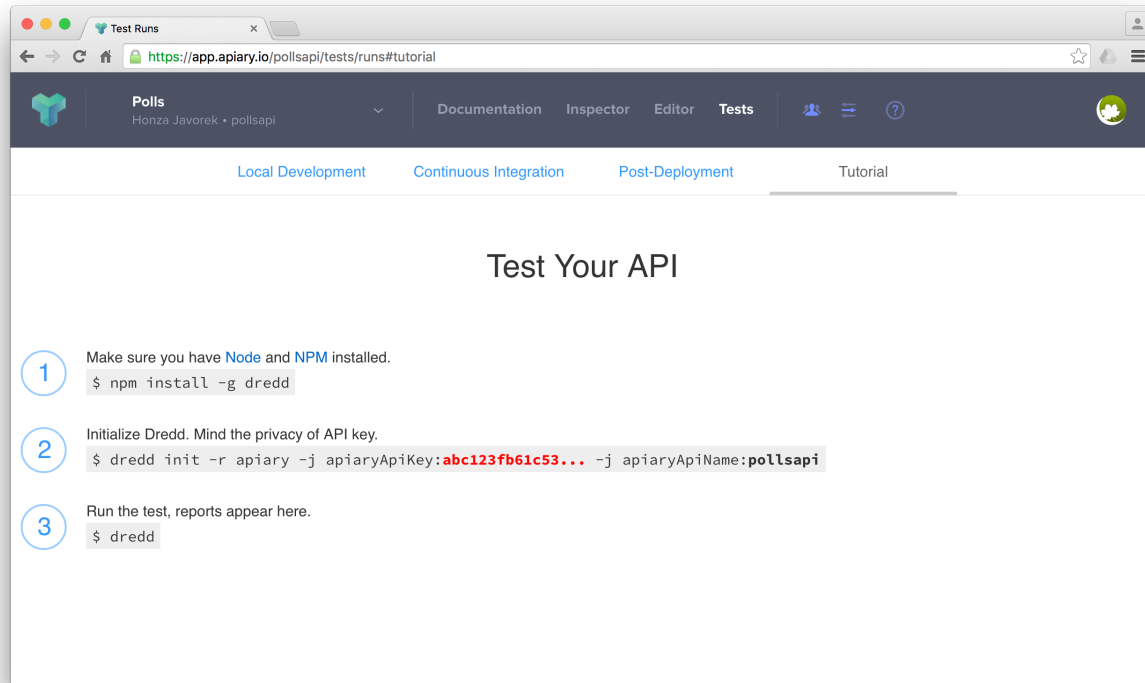 Test Runs
https://app.apiary.io/pollsapi/tests/runs#tutorial
Polls
Honza Javorek • pollsapi
Documentation Inspector Editor Tests
Local Development Continuous Integration Post-Deployment Tutorial
Test Your API
1
Make sure you have Node and NPM installed.
$ npm install -g dredd
2
Initialize Dredd. Mind the privacy of API key.
$ dredd init -r apiary -j apiaryApiKey:abc123fb61c53... -j apiaryApiName:pollsapi
3
Run the test, reports appear here.
$ dredd